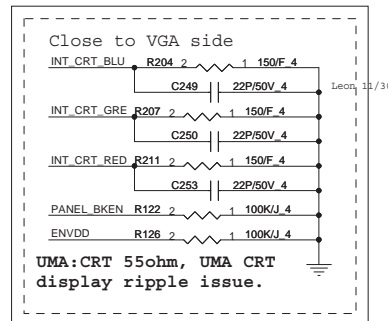 Close to VGA side
INT_CRT_BLU R204 2 1 150/F_4
C249 22P/50V_4 Leon 11/30
INT_CRT_GRE R207 2 1 150/F_4
C250 22P/50V_4
INT_CRT_RED R211 2 1 150/F_4
C253 22P/50V_4
PANEL_BKEN R122 2 1 100K/J_4
ENVDD R126 2 1 100K/J_4
UMA:CRT 55ohm, UMA CRT
display ripple issue.